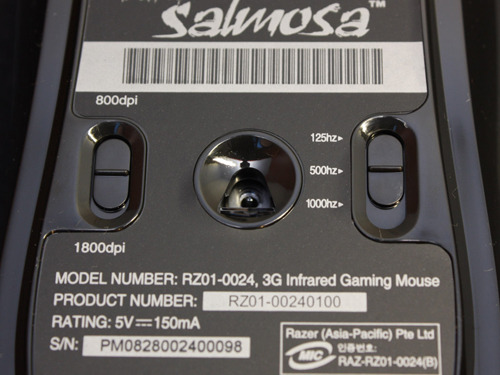 Salmosa™
800dpi
125hz▸
500hz▸
1000hz▸
1800dpi
MODEL NUMBER: RZ01-0024, 3G Infrared Gaming Mouse
PRODUCT NUMBER: RZ01-00240100
RATING: 5V⎓150mA
S/N: PM0828002400098
Razer (Asia-Pacific) Pte Ltd
MIC 인증번호:
RAZ-RZ01-0024(B)